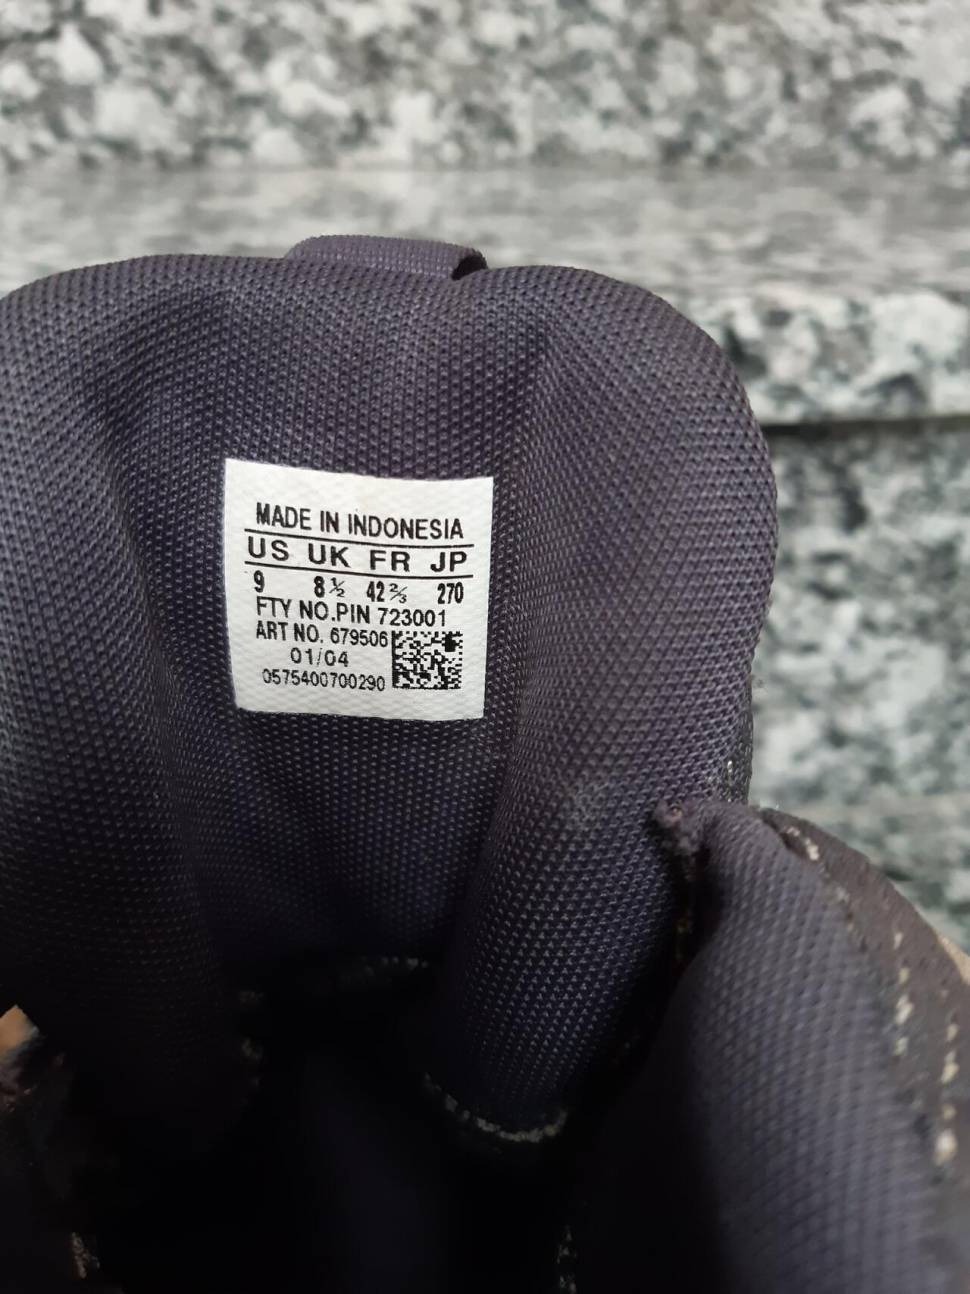 MADE IN INDONESIA
US UK FR JP
9 8½ 42⅔ 270
FTY NO.PIN 723001
ART NO. 679506
01/04
0575400700290